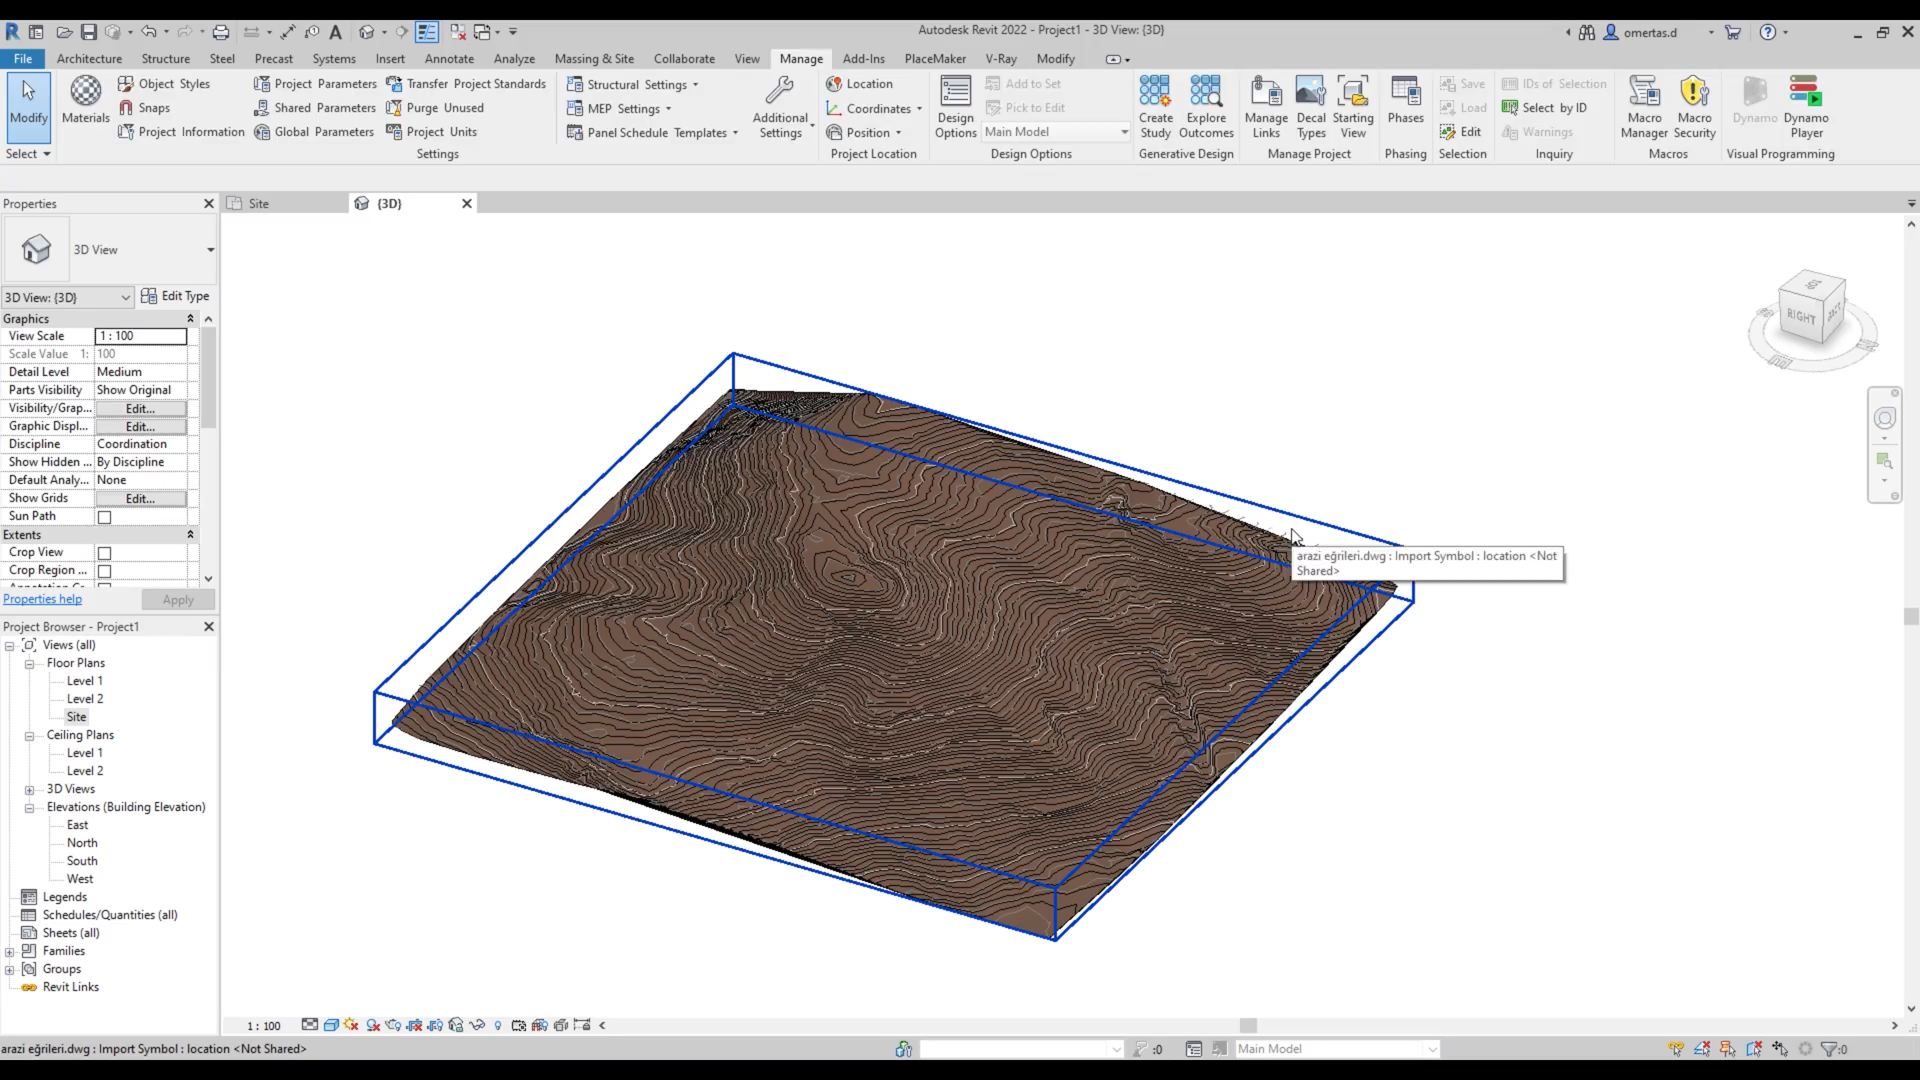 Autodesk Revit 2022 - Project1 - 3D View: {3D}
omertas.d
File Architecture Structure Steel Precast Systems Insert Annotate Analyze Massing & Site Collaborate View Manage Add-Ins PlaceMaker V-Ray Modify
Modify
Select
Materials
Object Styles
Snaps
Project Information
Project Parameters
Shared Parameters
Global Parameters
Transfer Project Standards
Purge Unused
Project Units
Settings
Structural Settings
MEP Settings
Panel Schedule Templates
Additional
Settings
Location
Coordinates
Position
Project Location
Design
Options
Add to Set
Pick to Edit
Main Model
Design Options
Create
Study
Explore
Outcomes
Generative Design
Manage
Links
Decal
Types
Starting
View
Manage Project
Phases
Phasing
Save
Load
Edit
Selection
IDs of Selection
Select by ID
Warnings
Inquiry
Macro
Manager
Macro
Security
Macros
Dynamo
Dynamo
Player
Visual Programming
Properties
Site
{3D}
3D View
3D View: {3D}
Edit Type
Graphics
View Scale 1 : 100
Scale Value 1: 100
Detail Level Medium
Parts Visibility Show Original
Visibility/Grap... Edit...
Graphic Displ... Edit...
Discipline Coordination
Show Hidden ... By Discipline
Default Analy... None
Show Grids Edit...
Sun Path
Extents
Crop View
Crop Region ...
Properties help
Apply
Project Browser - Project1
Views (all)
Floor Plans
Level 1
Level 2
Site
Ceiling Plans
Level 1
Level 2
3D Views
Elevations (Building Elevation)
East
North
South
West
Legends
Schedules/Quantities (all)
Sheets (all)
Families
Groups
Revit Links
RIGHT
arazi eğrileri.dwg : Import Symbol : location <Not
Shared>
1 : 100
arazi eğrileri.dwg : Import Symbol : location <Not Shared>
:0
Main Model
:0